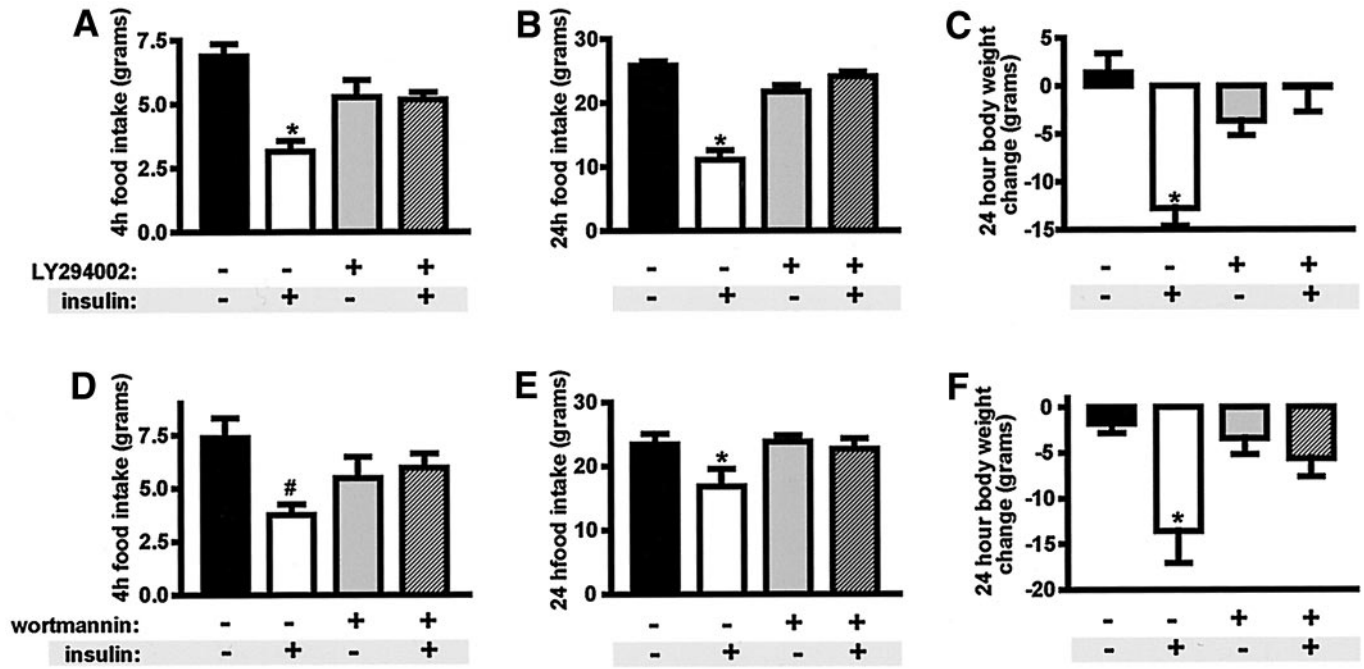 A
4h food intake (grams)
7.5
5.0
2.5
0.0
*
B
24h food intake (grams)
30
20
10
0
*
C
24 hour body weight
change (grams)
5
0
-5
-10
-15
*
LY294002: - - + +
insulin: - + - +
- - + +
- + - +
- - + +
- + - +
D
4h food intake (grams)
7.5
5.0
2.5
0.0
#
E
24 hfood intake (grams)
30
20
10
0
*
F
24 hour body weight
change (grams)
0
-5
-10
-15
-20
*
wortmannin: - - + +
insulin: - + - +
- - + +
- + - +
- - + +
- + - +